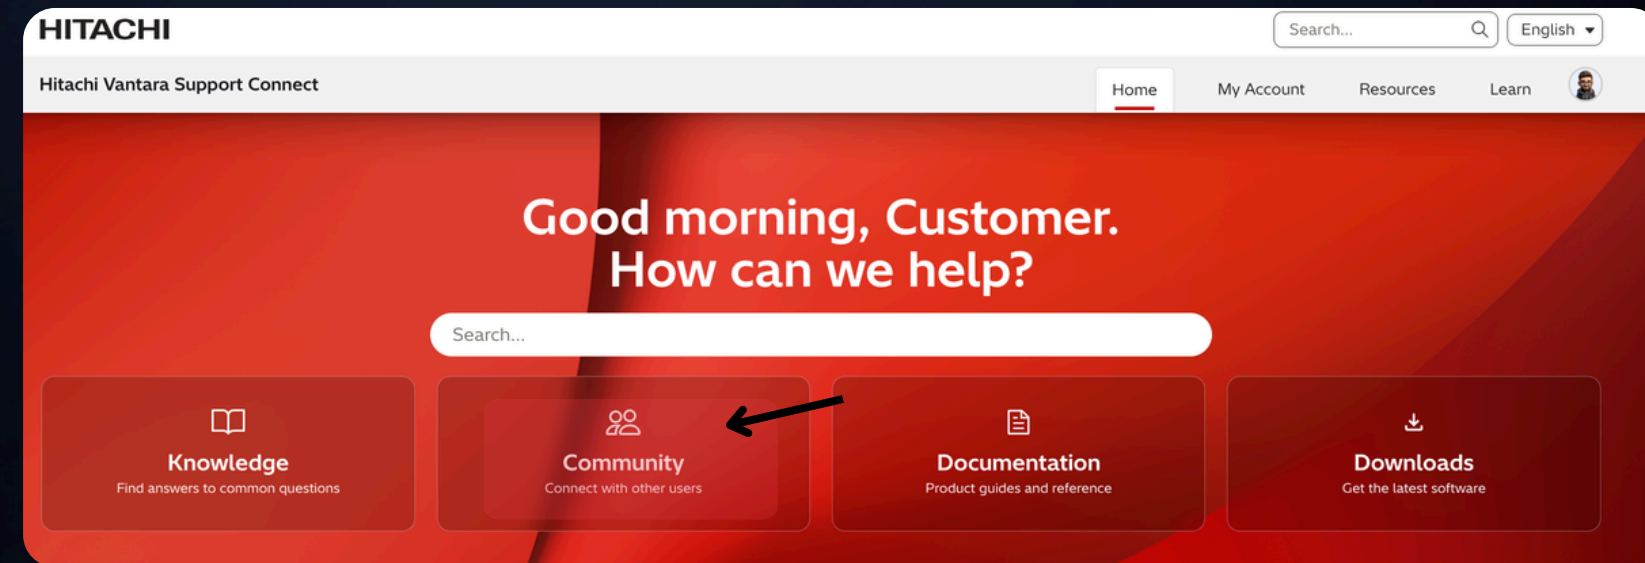 HITACHI
Search...
English
Hitachi Vantara Support Connect
Home
My Account
Resources
Learn
Good morning, Customer.
How can we help?
Search...
Knowledge
Find answers to common questions
Community
Connect with other users
Documentation
Product guides and reference
Downloads
Get the latest software